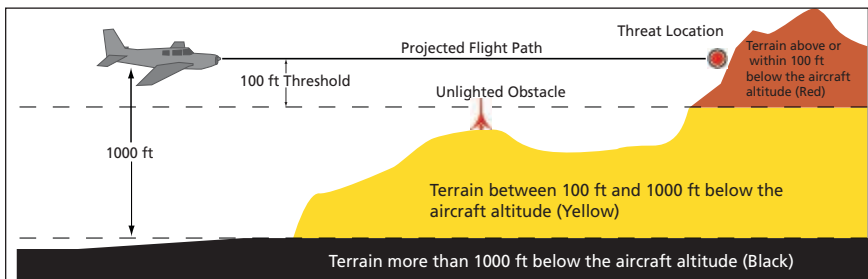 Threat Location
Projected Flight Path
Terrain above or
within 100 ft
below the aircraft
altitude (Red)
100 ft Threshold
Unlighted Obstacle
1000 ft
Terrain between 100 ft and 1000 ft below the
aircraft altitude (Yellow)
Terrain more than 1000 ft below the aircraft altitude (Black)